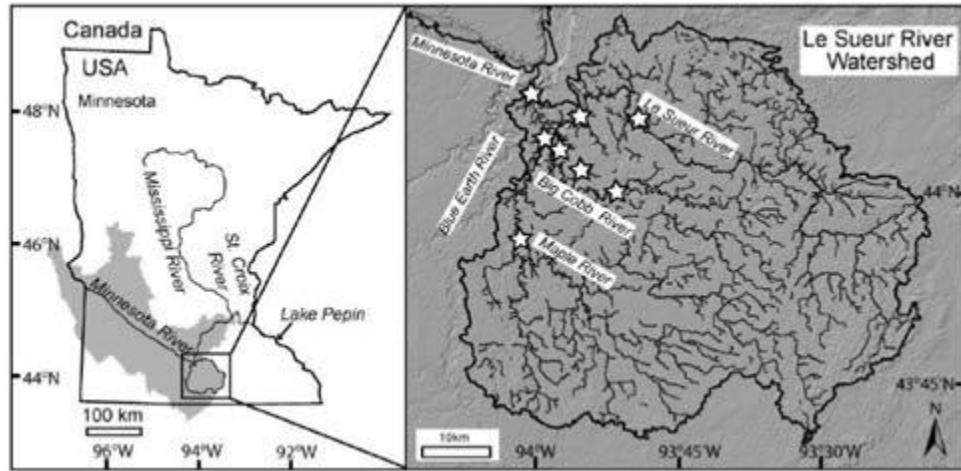 Canada
USA
Minnesota
48°N
46°N
44°N
Mississippi River
St. Croix
River
Minnesota River
Lake Pepin
100 km
96°W
94°W
92°W
Le Sueur River
Watershed
Minnesota River
Blue Earth River
Le Sueur River
Big Cobb River
Maple River
44°N
43°45'N
N
10km
94°W
93°45'W
93°30'W